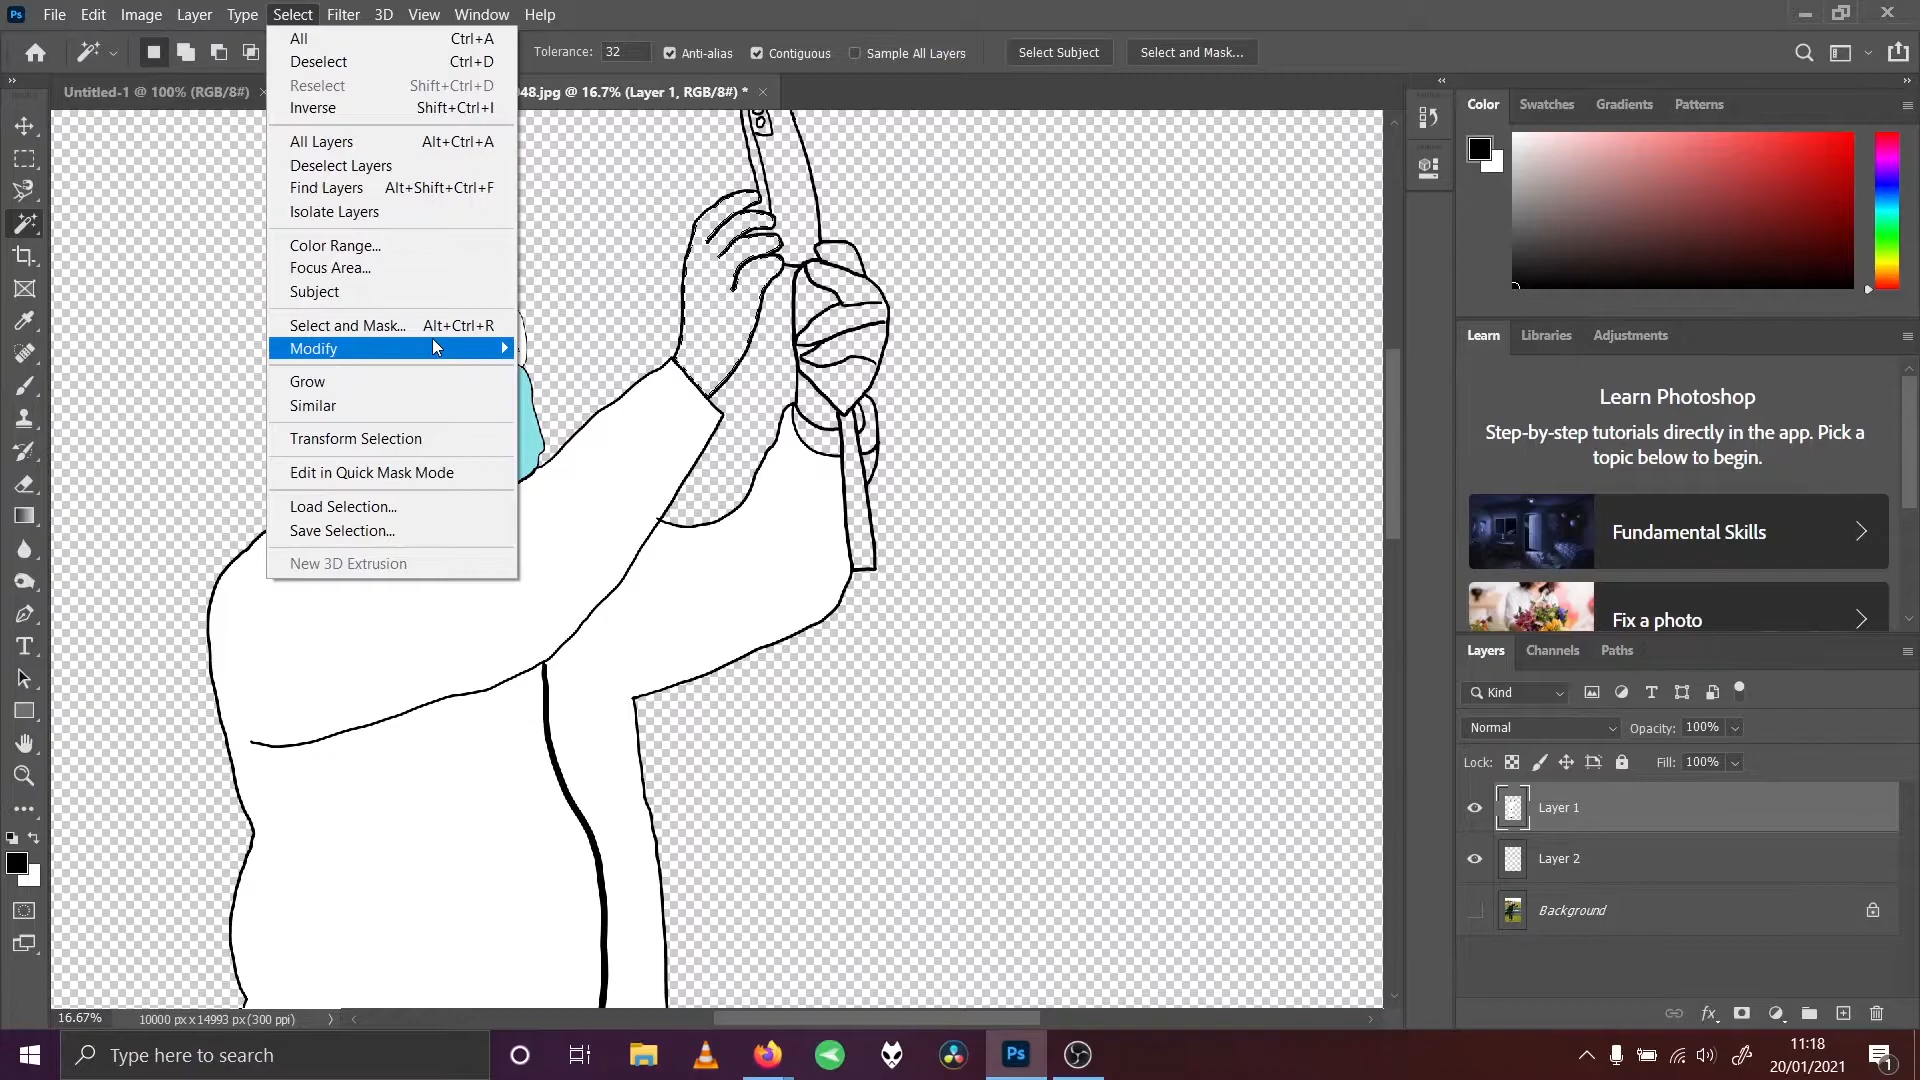 Ps File Edit Image Layer Type Select Filter 3D View Window Help
Tolerance: 32 Anti-alias Contiguous Sample All Layers Select Subject Select and Mask...
Untitled-1 @ 100% (RGB/8#) 48.jpg @ 16.7% (Layer 1, RGB/8#) *
All Ctrl+A
Deselect Ctrl+D
Reselect Shift+Ctrl+D
Inverse Shift+Ctrl+I
All Layers Alt+Ctrl+A
Deselect Layers
Find Layers Alt+Shift+Ctrl+F
Isolate Layers
Color Range...
Focus Area...
Subject
Select and Mask... Alt+Ctrl+R
Modify
Grow
Similar
Transform Selection
Edit in Quick Mask Mode
Load Selection...
Save Selection...
New 3D Extrusion
Color Swatches Gradients Patterns
Learn Libraries Adjustments
Learn Photoshop
Step-by-step tutorials directly in the app. Pick a
topic below to begin.
Fundamental Skills
Fix a photo
Layers Channels Paths
Kind
Normal Opacity: 100%
Lock: Fill: 100%
Layer 1
Layer 2
Background
fx
16.67% 10000 px x 14993 px (300 ppi)
Type here to search
Ps
11:18
20/01/2021
1